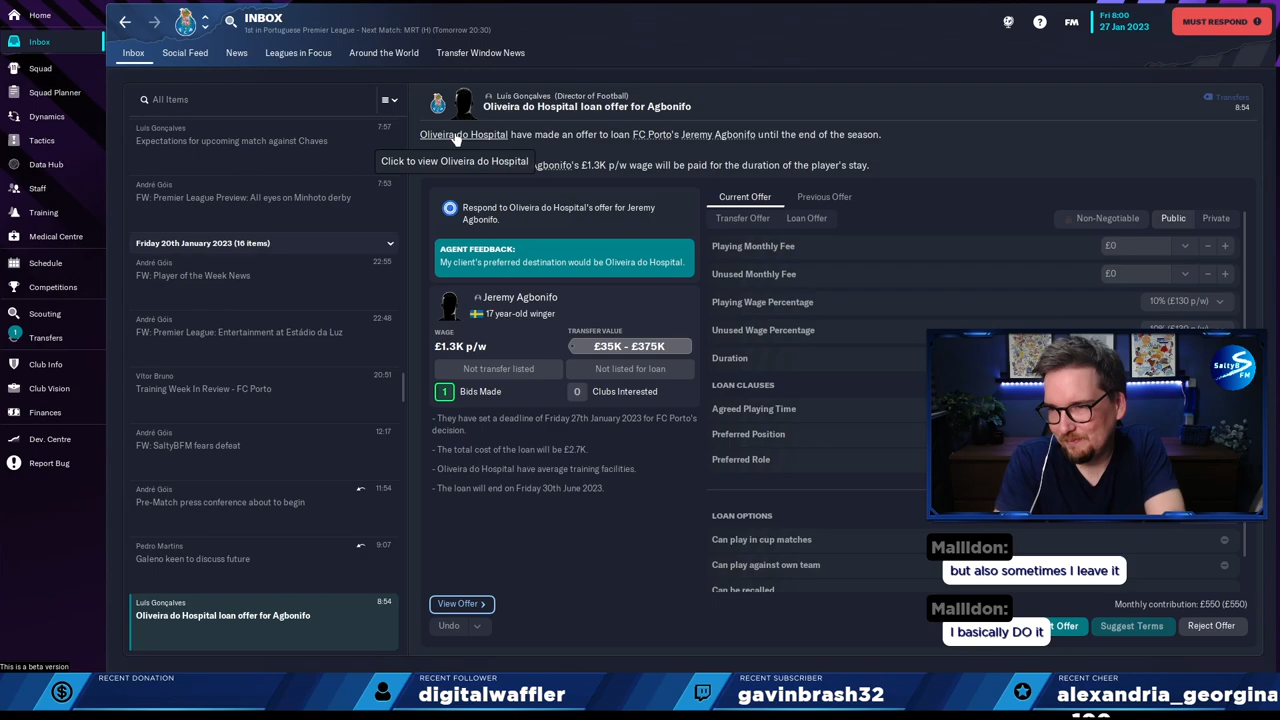 Home
Inbox
Squad
Squad Planner
Dynamics
Tactics
Data Hub
Staff
Training
Medical Centre
Schedule
Competitions
Scouting
1
Transfers
Club Info
Club Vision
Finances
Dev. Centre
Report Bug
This is a beta version
INBOX
1st in Portuguese Premier League - Next Match: MRT (H) (Tomorrow 20:30)
FM
Fri 8:00
27 Jan 2023
MUST RESPOND
Inbox
Social Feed
News
Leagues in Focus
Around the World
Transfer Window News
All Items
Luís Gonçalves
7:57
Expectations for upcoming match against Chaves
André Góis
7:53
FW: Premier League Preview: All eyes on Minhoto derby
Friday 20th January 2023 (16 items)
André Góis
22:55
FW: Player of the Week News
André Góis
22:48
FW: Premier League: Entertainment at Estádio da Luz
Vítor Bruno
20:51
Training Week In Review - FC Porto
André Góis
12:17
FW: SaltyBFM fears defeat
André Góis
11:54
Pre-Match press conference about to begin
Pedro Martins
9:07
Galeno keen to discuss future
Luís Gonçalves
8:54
Oliveira do Hospital loan offer for Agbonifo
Luís Gonçalves (Director of Football)
Oliveira do Hospital loan offer for Agbonifo
Transfers
8:54
Oliveira do Hospital have made an offer to loan FC Porto's Jeremy Agbonifo until the end of the season.
Click to view Oliveira do Hospital
gbonifo's £1.3K p/w wage will be paid for the duration of the player's stay.
Respond to Oliveira do Hospital's offer for Jeremy
Agbonifo.
AGENT FEEDBACK:
My client's preferred destination would be Oliveira do Hospital.
Jeremy Agbonifo
17 year-old winger
WAGE
TRANSFER VALUE
£1.3K p/w
£35K - £375K
Not transfer listed
Not listed for loan
1
Bids Made
0
Clubs Interested
- They have set a deadline of Friday 27th January 2023 for FC Porto's
decision.
- The total cost of the loan will be £2.7K.
- Oliveira do Hospital have average training facilities.
- The loan will end on Friday 30th June 2023.
View Offer
Undo
Current Offer
Previous Offer
Transfer Offer
Loan Offer
Non-Negotiable
Public
Private
Playing Monthly Fee
£0
Unused Monthly Fee
£0
Playing Wage Percentage
10% (£130 p/w)
Unused Wage Percentage
10% (£130 p/w)
Duration
LOAN CLAUSES
Agreed Playing Time
Preferred Position
Preferred Role
LOAN OPTIONS
Can play in cup matches
Can play against own team
Can be recalled
Monthly contribution: £550 (£550)
t Offer
Suggest Terms
Reject Offer
SaltyB
FM
Mallldon:
but also sometimes I leave it
Mallldon:
I basically DO it
RECENT DONATION
RECENT FOLLOWER
digitalwaffler
RECENT SUBSCRIBER
gavinbrash32
RECENT CHEER
alexandria_georgina
100